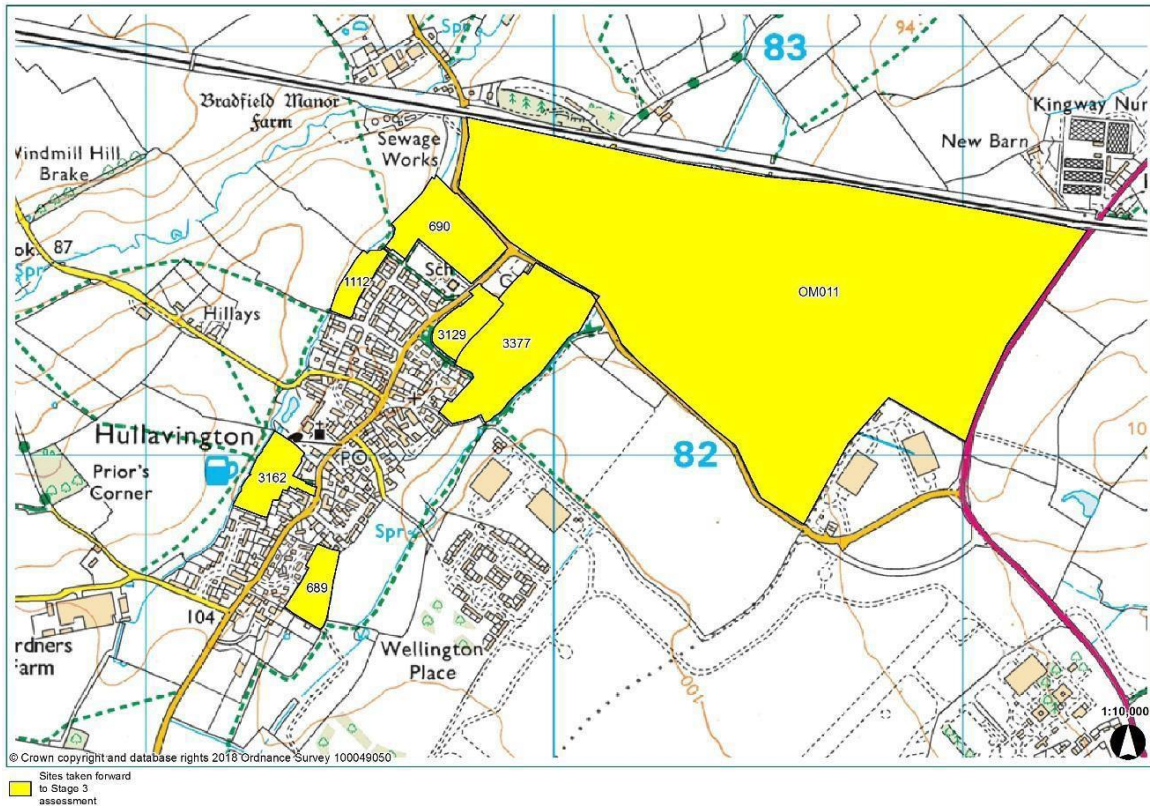 Spr
83
94
Bradfield Manor
Farm
Kingway Nur
New Barn
Sewage
Works
Windmill Hill
Brake
690
87
Spr
Sch
1112
OM011
Hillays
3129
3377
Hullavington
82
10
PO
Prior's
Corner
3162
Spr
689
104
rdners
Farm
Wellington
Place
100
1:10,000
© Crown copyright and database rights 2018 Ordnance Survey 100049050
Sites taken forward
to Stage 3
assessment